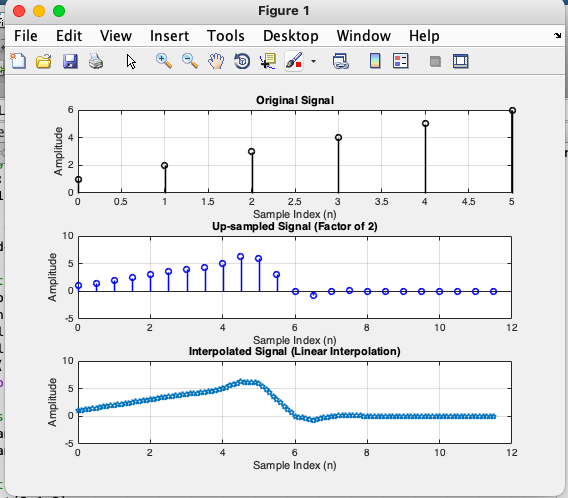 Figure 1
File Edit View Insert Tools Desktop Window Help
Original Signal
Amplitude
6
4
2
0
0 0.5 1 1.5 2 2.5 3 3.5 4 4.5 5
Sample Index (n)
Up-sampled Signal (Factor of 2)
Amplitude
10
5
0
-5
0 2 4 6 8 10 12
Sample Index (n)
Interpolated Signal (Linear Interpolation)
Amplitude
10
5
0
-5
0 2 4 6 8 10 12
Sample Index (n)